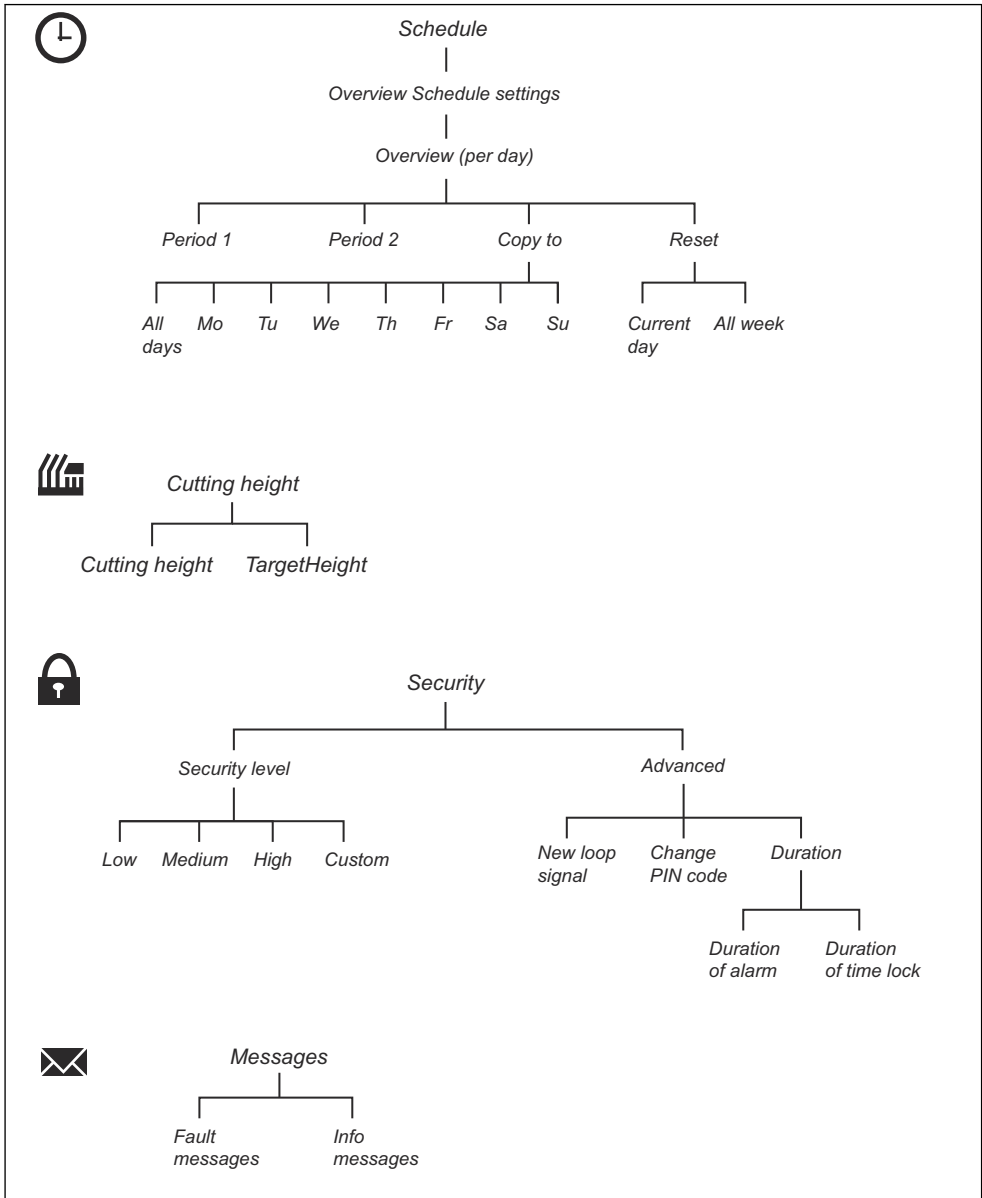 Schedule
Overview Schedule settings
Overview (per day)
Period 1 Period 2 Copy to Reset
All days Mo Tu We Th Fr Sa Su Current day All week
Cutting height
Cutting height TargetHeight
Security
Security level Advanced
Low Medium High Custom New loop signal Change PIN code Duration
Duration of alarm Duration of time lock
Messages
Fault messages Info messages